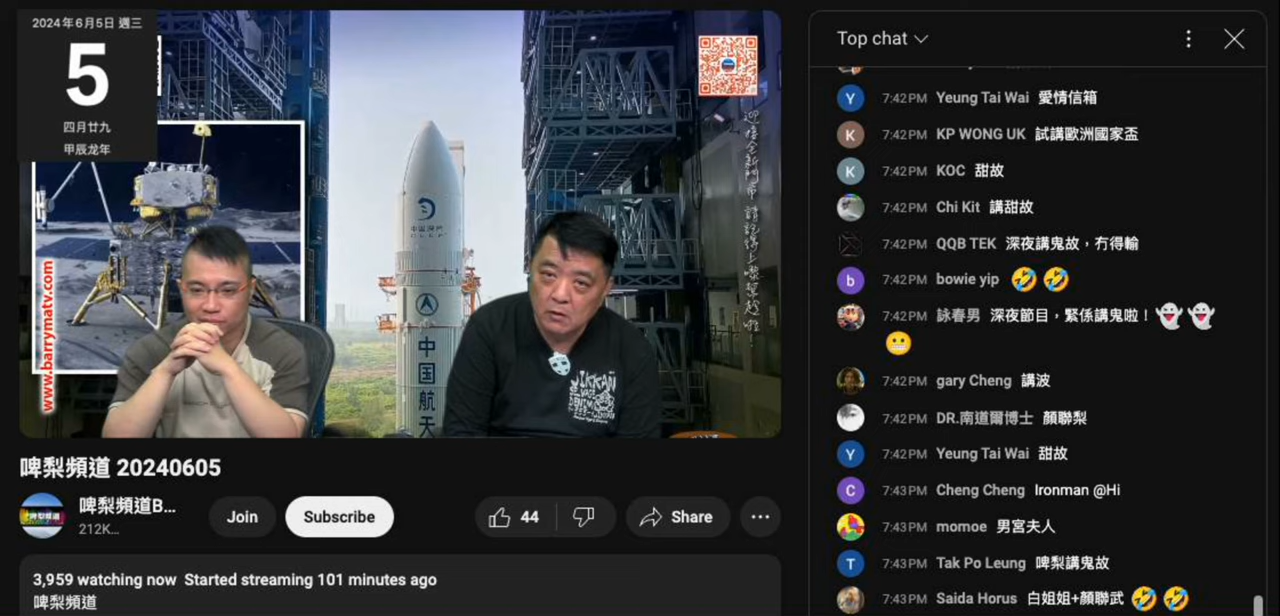 2024年6月5日 週三
5
四月廿九
甲辰龙年
www.barrymatv.com
中国探月
CLEP
中国航天
JIKKAN
啤梨頻道 20240605
啤梨頻道B...
212K...
Join
Subscribe
44
Share
3,959 watching now Started streaming 101 minutes ago
啤梨頻道
Top chat
Y 7:42PM Yeung Tai Wai 愛情信箱
K 7:42PM KP WONG UK 試講歐洲國家盃
K 7:42PM KOC 甜故
7:42PM Chi Kit 講甜故
7:42PM QQB TEK 深夜講鬼故，冇得輸
b 7:42PM bowie yip 🤣🤣
7:42PM 詠春男 深夜節目，緊係講鬼啦！👻👻
😬
7:42PM gary Cheng 講波
7:42PM DR.南道爾博士 顏聯梨
Y 7:42PM Yeung Tai Wai 甜故
C 7:43PM Cheng Cheng Ironman @Hi
7:43PM momoe 男宮夫人
T 7:43PM Tak Po Leung 啤梨講鬼故
7:43PM Saida Horus 白姐姐+顏聯武 🤣🤣